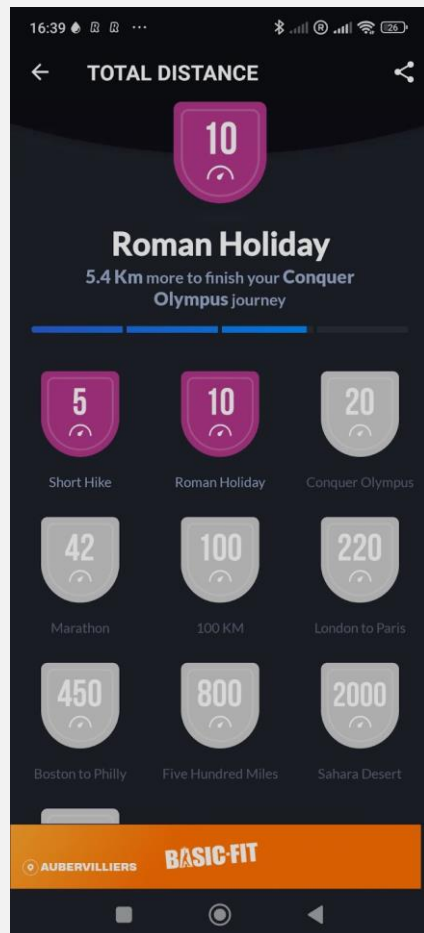 16:39
26
TOTAL DISTANCE
10
Roman Holiday
5.4 Km more to finish your Conquer
Olympus journey
5 10 20
Short Hike Roman Holiday Conquer Olympus
42 100 220
Marathon 100 KM London to Paris
450 800 2000
Boston to Philly Five Hundred Miles Sahara Desert
AUBERVILLIERS BASIC-FIT